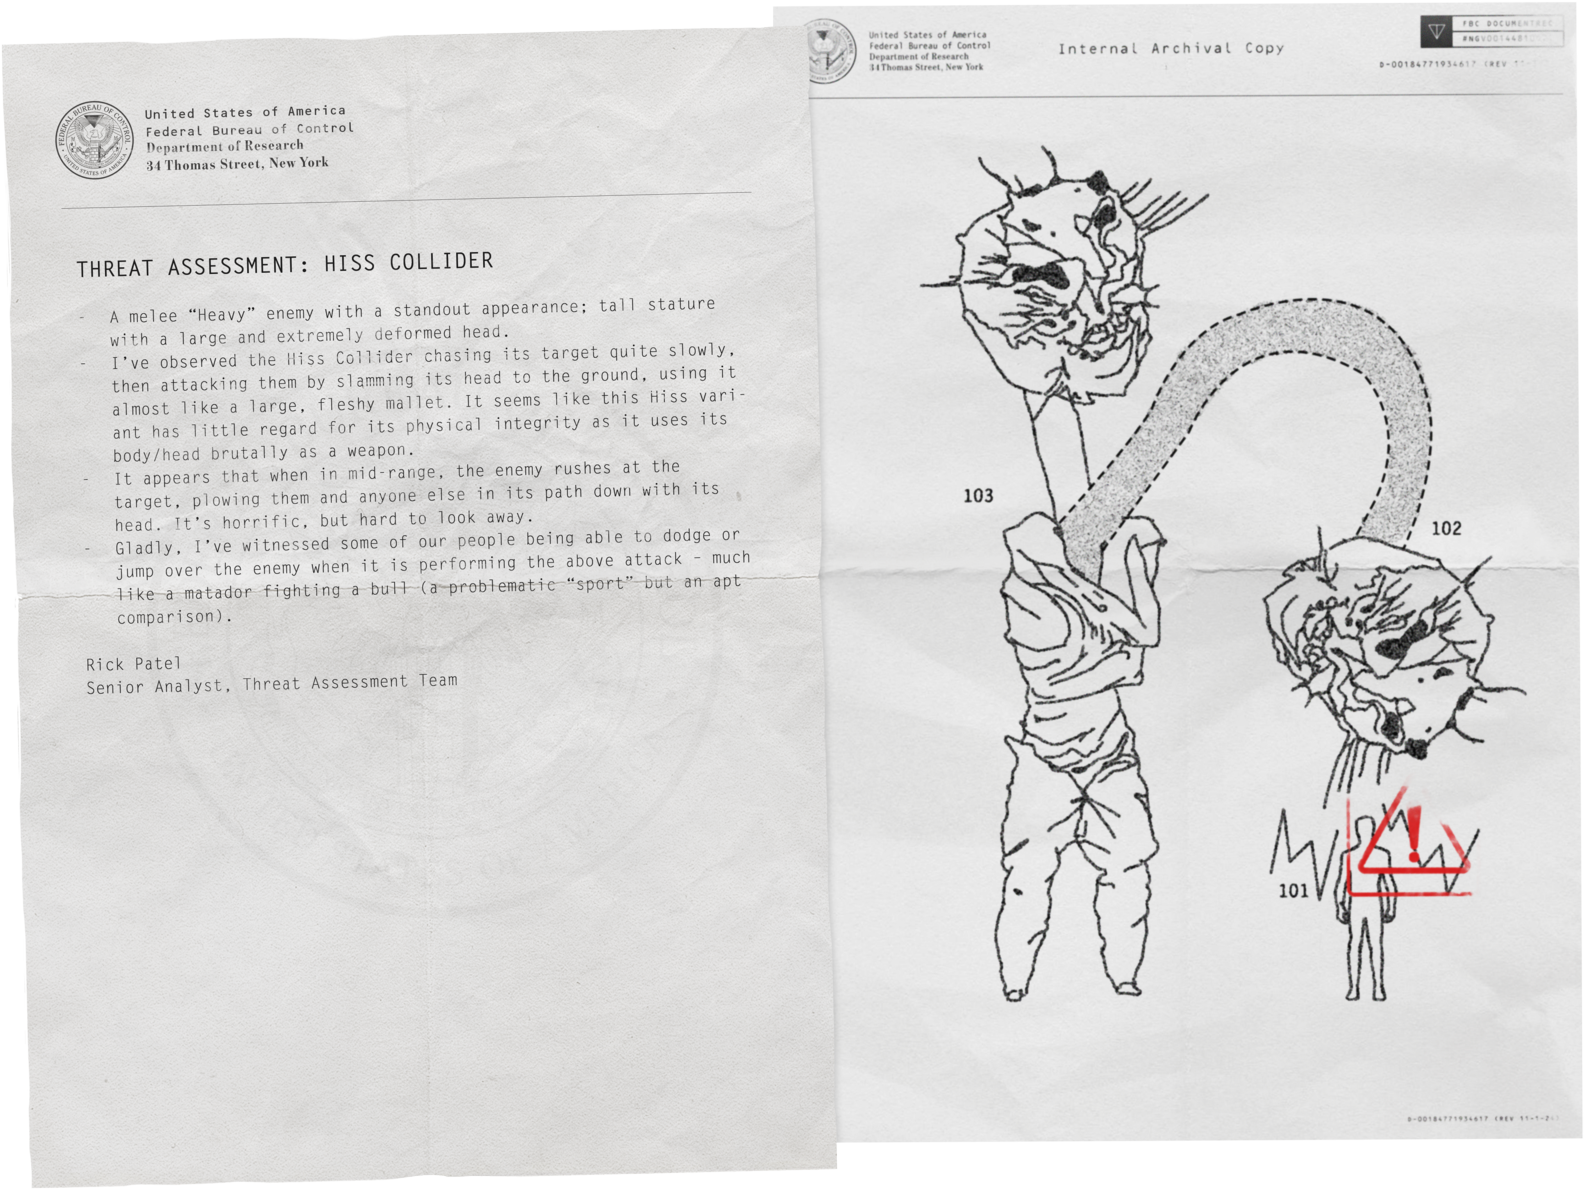 United States of America
Federal Bureau of Control
Department of Research
34 Thomas Street, New York
THREAT ASSESSMENT: HISS COLLIDER
- A melee “Heavy” enemy with a standout appearance; tall stature
with a large and extremely deformed head.
- I’ve observed the Hiss Collider chasing its target quite slowly,
then attacking them by slamming its head to the ground, using it
almost like a large, fleshy mallet. It seems like this Hiss vari-
ant has little regard for its physical integrity as it uses its
body/head brutally as a weapon.
- It appears that when in mid-range, the enemy rushes at the
target, plowing them and anyone else in its path down with its
head. It’s horrific, but hard to look away.
- Gladly, I’ve witnessed some of our people being able to dodge or
jump over the enemy when it is performing the above attack - much
like a matador fighting a bull (a problematic “sport” but an apt
comparison).
Rick Patel
Senior Analyst, Threat Assessment Team
United States of America
Federal Bureau of Control
Department of Research
34 Thomas Street, New York
Internal Archival Copy
FBC
D-00184771934617 (REV
103
102
101
D-00184771934617 (REV